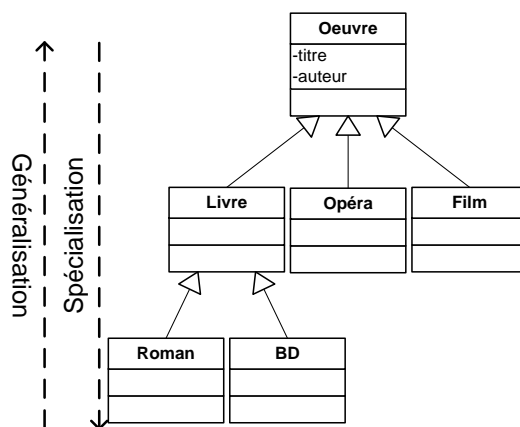 Oeuvre
-titre
-auteur
Généralisation
Spécialisation
Livre
Opéra
Film
Roman
BD